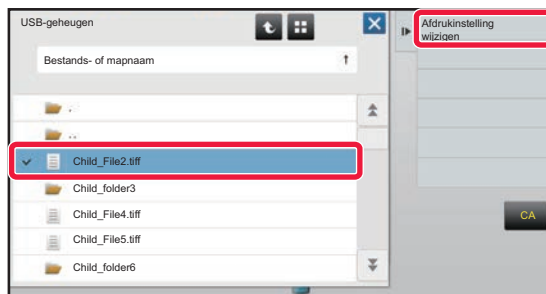 USB-geheugen
Bestands- of mapnaam
.
..
Child_File2.tiff
Child_folder3
Child_File4.tiff
Child_File5.tiff
Child_folder6
Afdrukinstelling
wijzigen
CA